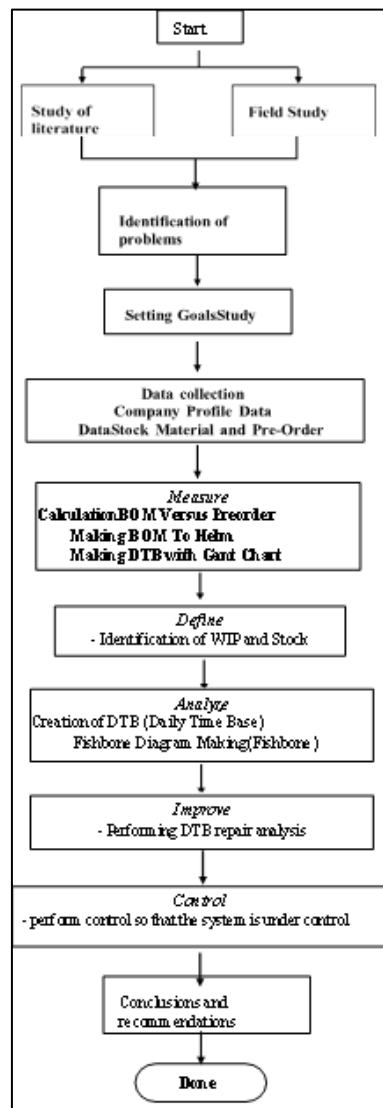 Start
Study of
literature
Field Study
Identification of
problems
Setting GoalsStudy
Data collection
Company Profile Data
DataStock Material and Pre-Order
Measure
CalculationBOM Versus Preorder
Making BOM To Helm
Making DTB with Gant Chart
Define
- Identification of WIP and Stock
Analyze
Creation of DTB (Daily Time Base)
Fishbone Diagram Making(Fishbone)
Improve
- Performing DTB repair analysis
Control
- perform control so that the system is under control
Conclusions and
recommendations
Done